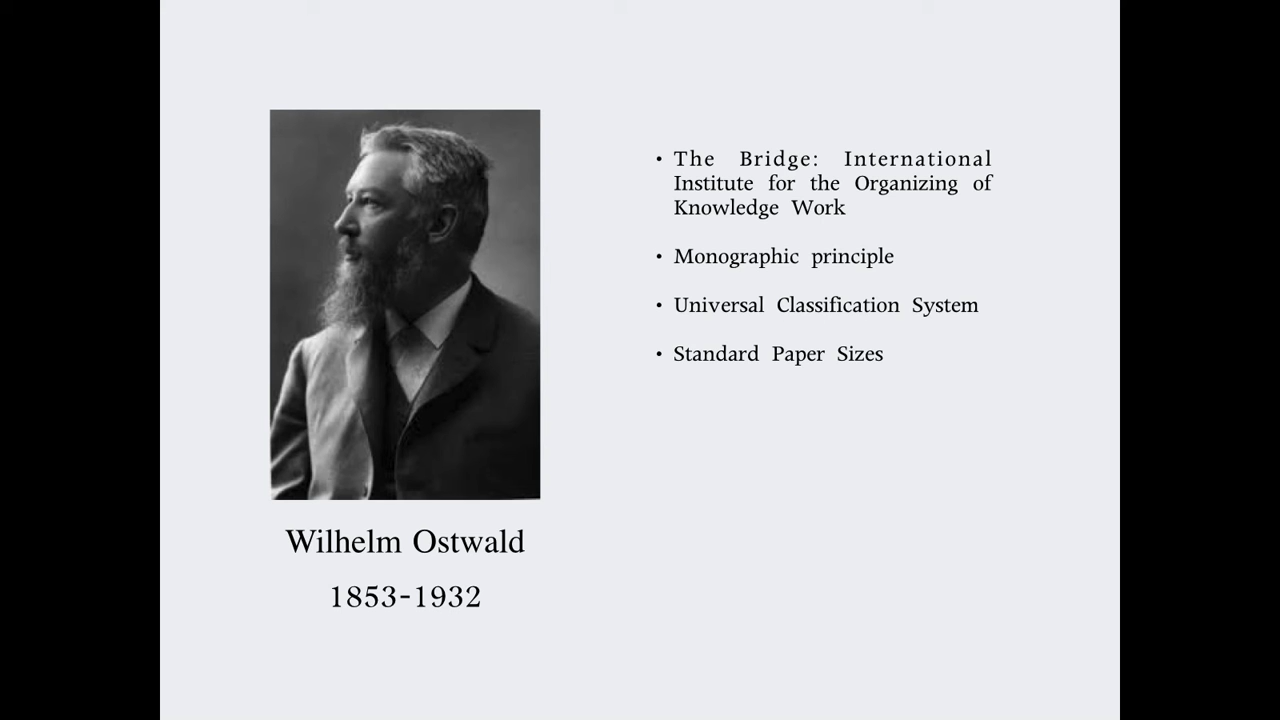 • The Bridge: International
Institute for the Organizing of
Knowledge Work
• Monographic principle
• Universal Classification System
• Standard Paper Sizes
Wilhelm Ostwald
1853-1932